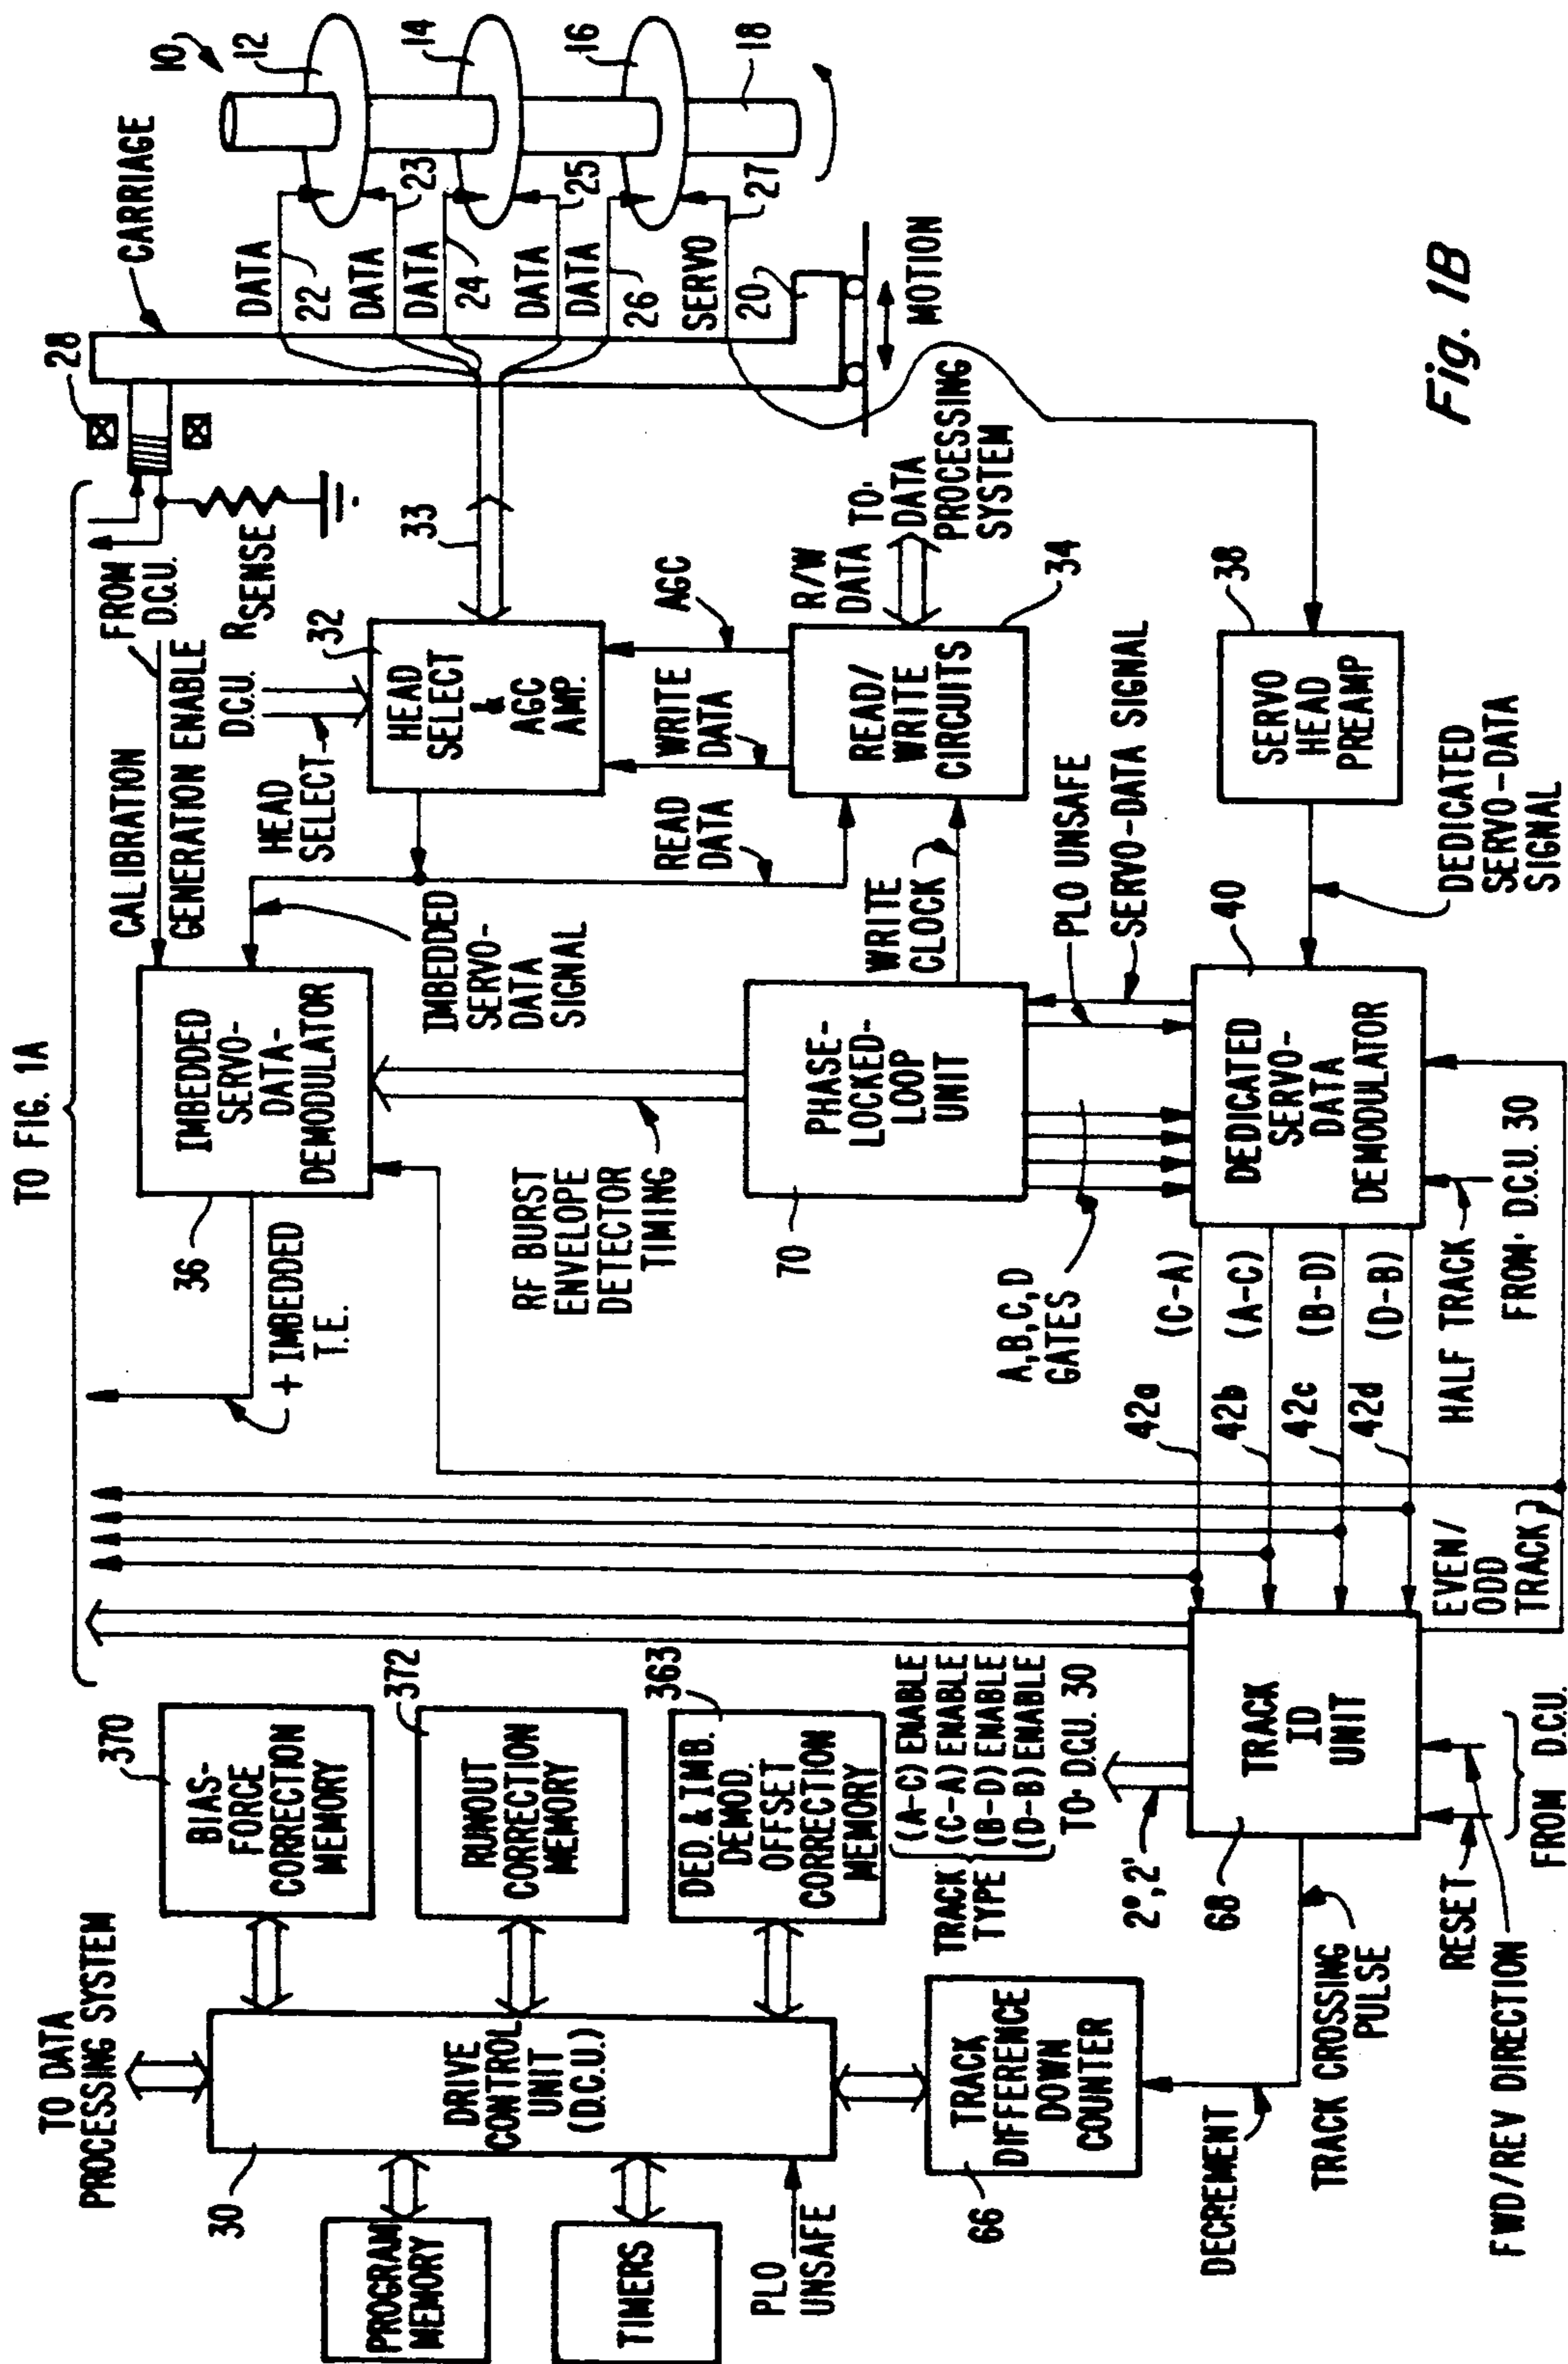 TO FIG. 1A
TO DATA
PROCESSING SYSTEM
30
PROGRAM
MEMORY
TIMERS
PLO
UNSAFE
DRIVE
CONTROL
UNIT
(D.C.U.)
370
BIAS-
FORCE
CORRECTION
MEMORY
372
RUNOUT
CORRECTION
MEMORY
363
DED. & IMB.
DEMOD.
OFFSET
CORRECTION
MEMORY
66
TRACK
DIFFERENCE
DOWN
COUNTER
DECREMENT
TRACK CROSSING
PULSE
TRACK
TYPE
(A-C) ENABLE
(C-A) ENABLE
(B-D) ENABLE
(D-B) ENABLE
TO D.C.U. 30
2°, 2'
68
TRACK
ID
UNIT
RESET
FWD/REV DIRECTION
FROM D.C.U.
EVEN/
ODD
TRACK
42a
(C-A)
42b
(A-C)
42c
(B-D)
42d
(D-B)
HALF TRACK
FROM D.C.U. 30
+ IMBEDDED
T.E.
36
IMBEDDED
SERVO-
DATA-
DEMODULATOR
CALIBRATION
GENERATION ENABLE
FROM
D.C.U.
RF BURST
ENVELOPE
DETECTOR
TIMING
IMBEDDED
SERVO-
DATA
SIGNAL
70
PHASE-
LOCKED-
LOOP
UNIT
A,B,C,D
GATES
PLO UNSAFE
SERVO-DATA SIGNAL
WRITE
CLOCK
40
DEDICATED
SERVO-
DATA
DEMODULATOR
DEDICATED
SERVO-DATA
SIGNAL
38
SERVO
HEAD
PREAMP
READ
DATA
WRITE
DATA
AGC
HEAD
SELECT
D.C.U.
32
HEAD
SELECT
&
AGC
AMP.
34
READ/
WRITE
CIRCUITS
R/W
DATA
TO
DATA
PROCESSING
SYSTEM
RSENSE
33
28
CARRIAGE
DATA
22
DATA
23
DATA
24
DATA
25
DATA
26
SERVO
27
20
MOTION
10
12
14
16
18
Fig. 1B